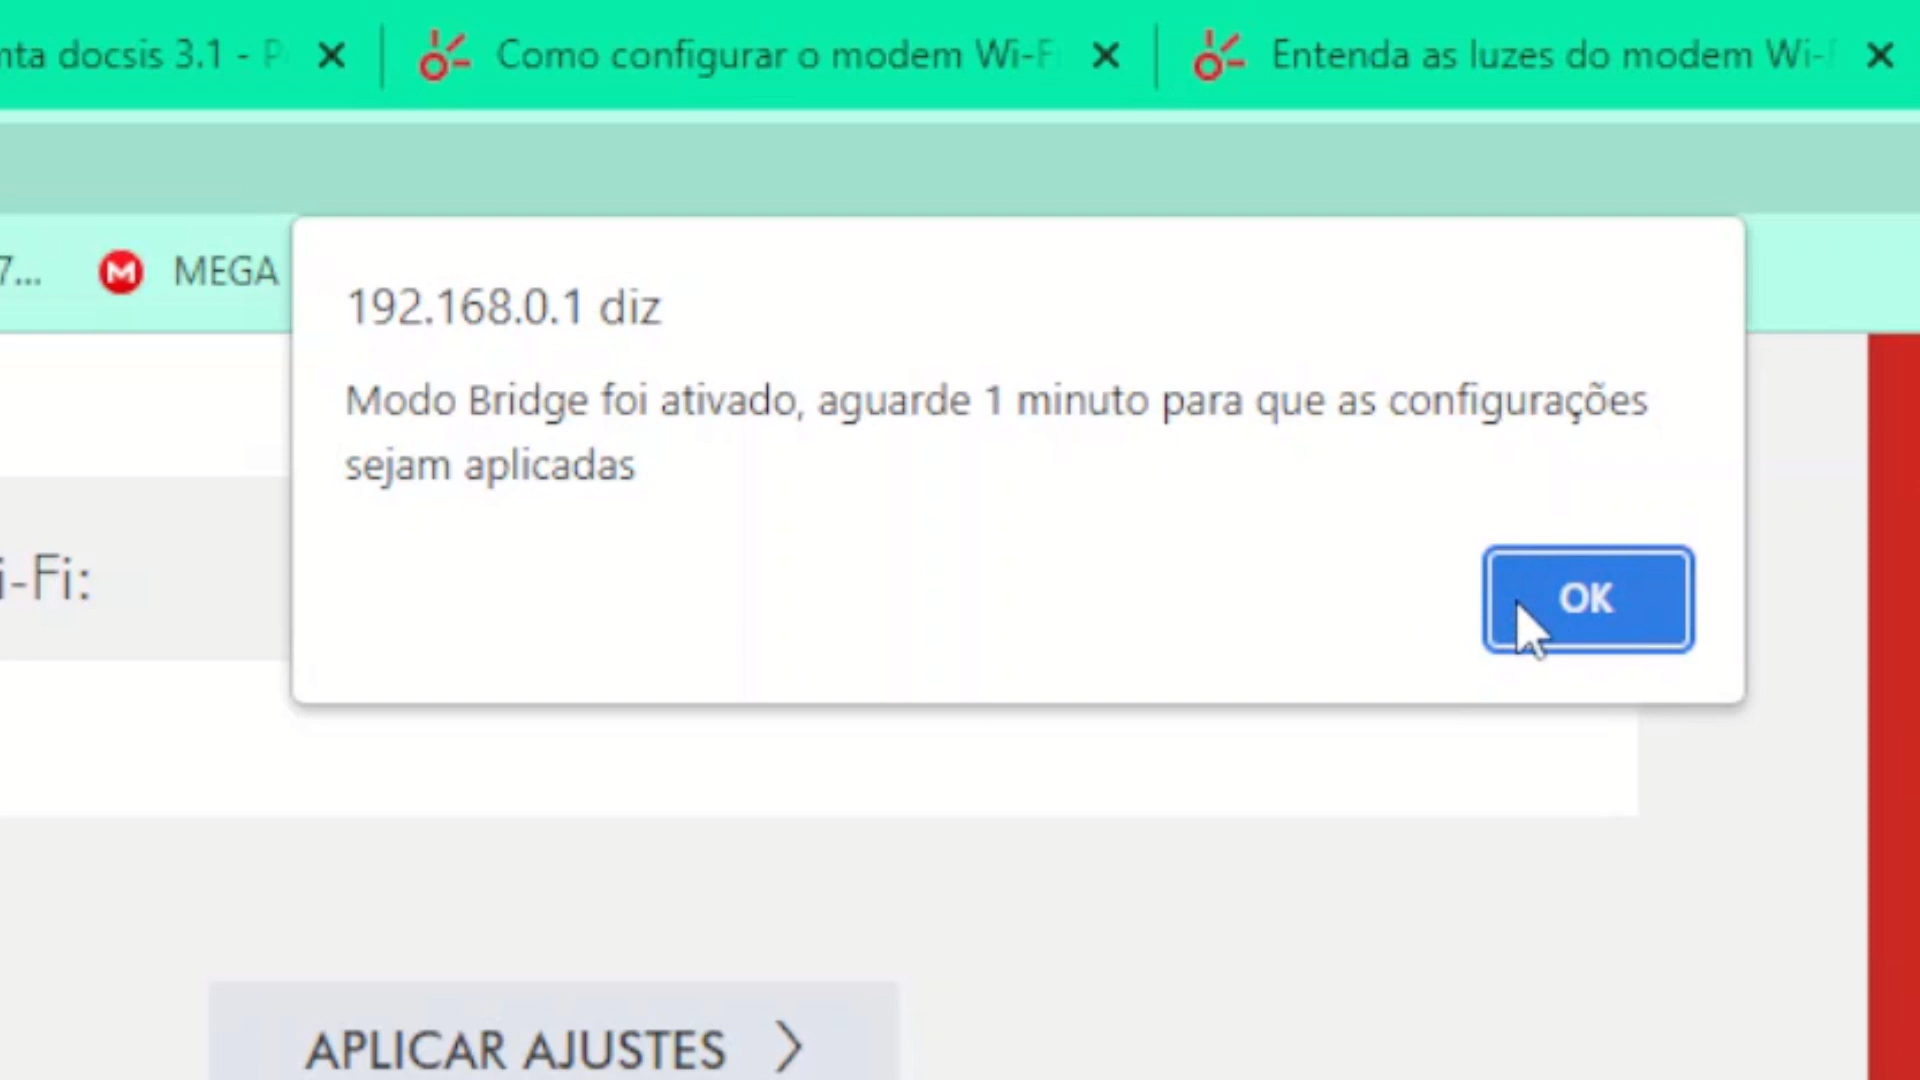 nta docsis 3.1 - P
Como configurar o modem Wi-F
Entenda as luzes do modem Wi-
7...
MEGA
192.168.0.1 diz
Modo Bridge foi ativado, aguarde 1 minuto para que as configurações
sejam aplicadas
OK
i-Fi:
APLICAR AJUSTES